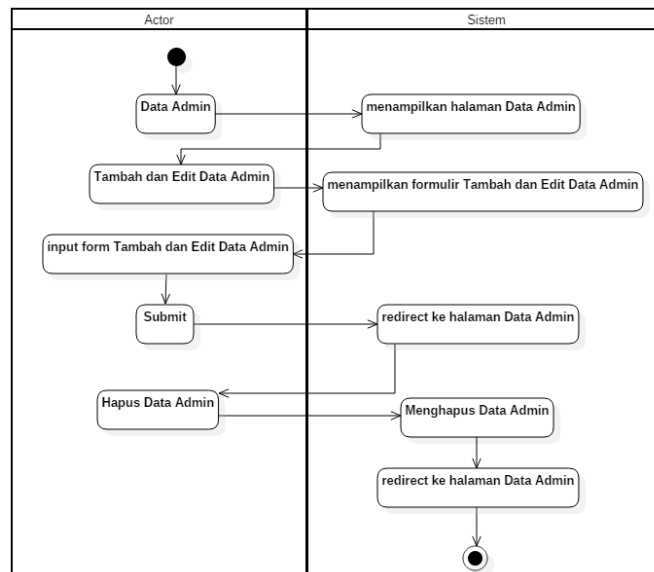 Actor
Sistem
Data Admin
menampilkan halaman Data Admin
Tambah dan Edit Data Admin
menampilkan formulir Tambah dan Edit Data Admin
input form Tambah dan Edit Data Admin
Submit
redirect ke halaman Data Admin
Hapus Data Admin
Menghapus Data Admin
redirect ke halaman Data Admin